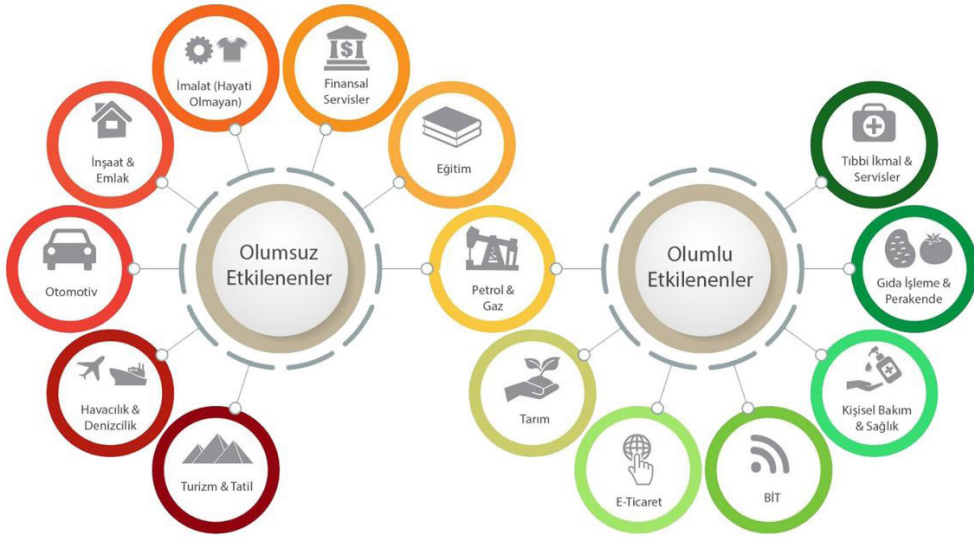 İmalat (Hayati
Olmayan)
Finansal
Servisler
İnşaat &
Emlak
Eğitim
Otomotiv
Olumsuz
Etkilenenler
Petrol &
Gaz
Havacılık &
Denizcilik
Turizm & Tatil
Olumlu
Etkilenenler
Tıbbi İkmal &
Servisler
Gıda İşleme &
Perakende
Kişisel Bakım
& Sağlık
BİT
E-Ticaret
Tarım